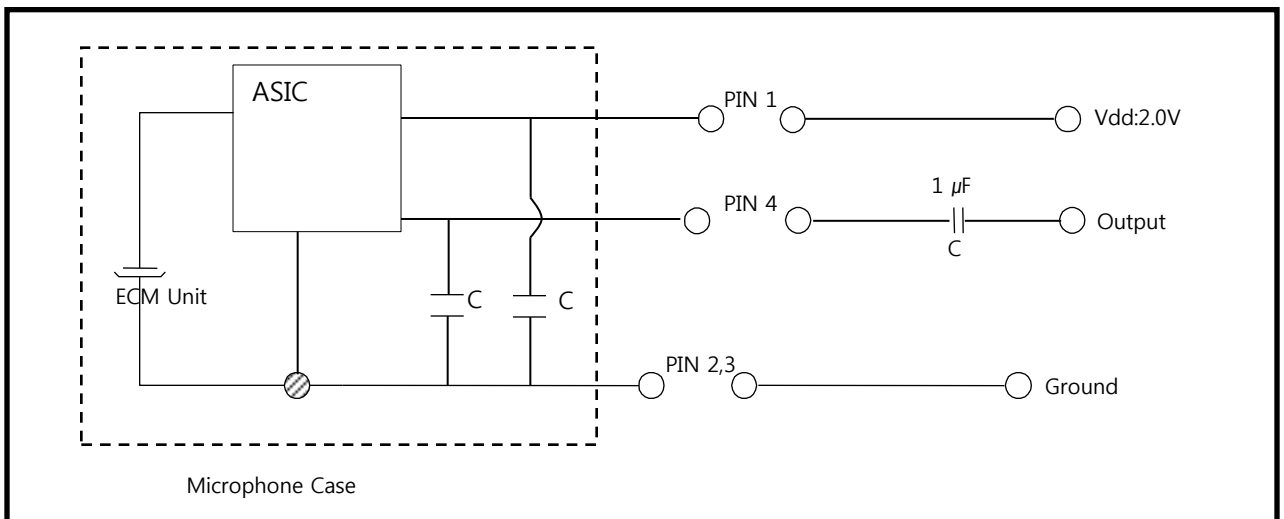 ASIC
PIN 1
Vdd:2.0V
1 µF
PIN 4
Output
C
ECM Unit
C
C
PIN 2,3
Ground
Microphone Case